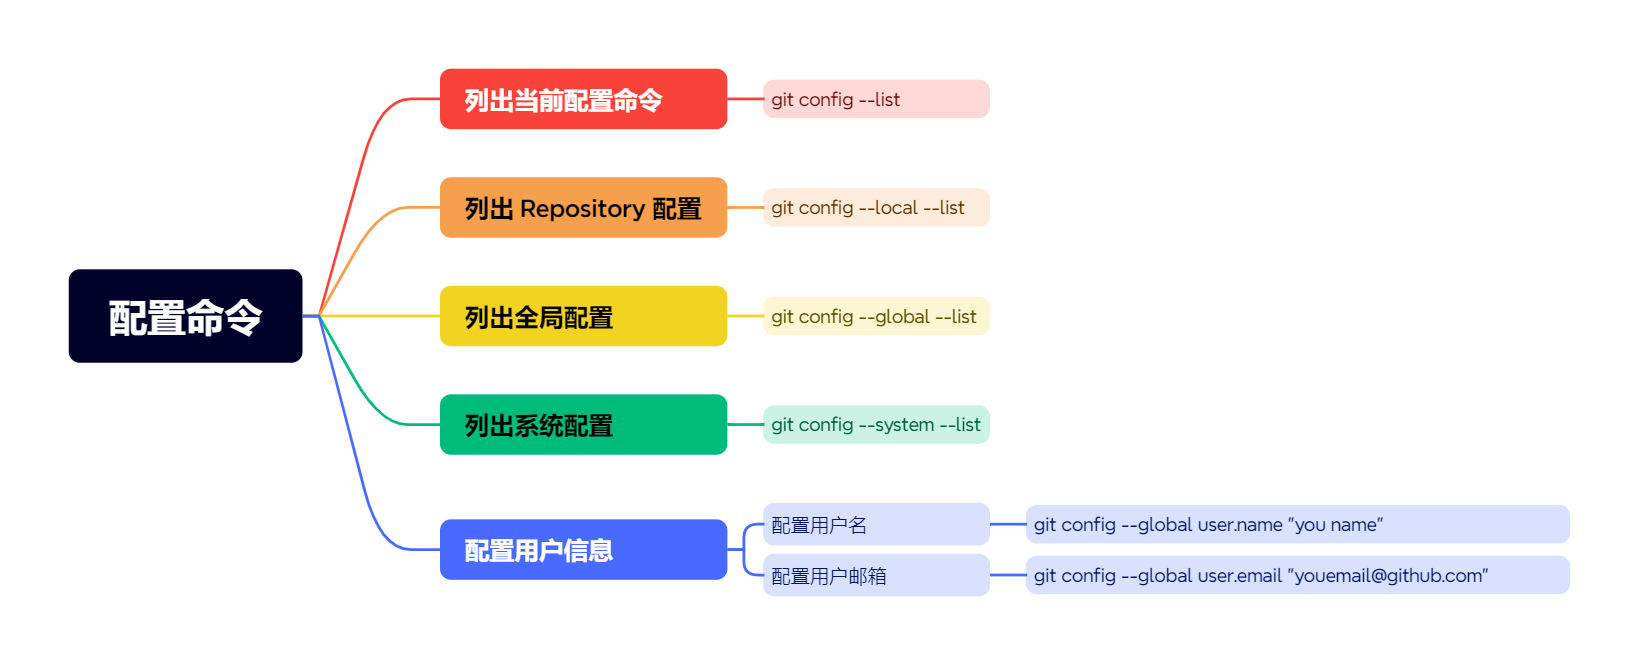 配置命令
列出当前配置命令
git config --list
列出 Repository 配置
git config --local --list
列出全局配置
git config --global --list
列出系统配置
git config --system --list
配置用户信息
配置用户名
git config --global user.name "you name"
配置用户邮箱
git config --global user.email "youemail@github.com"